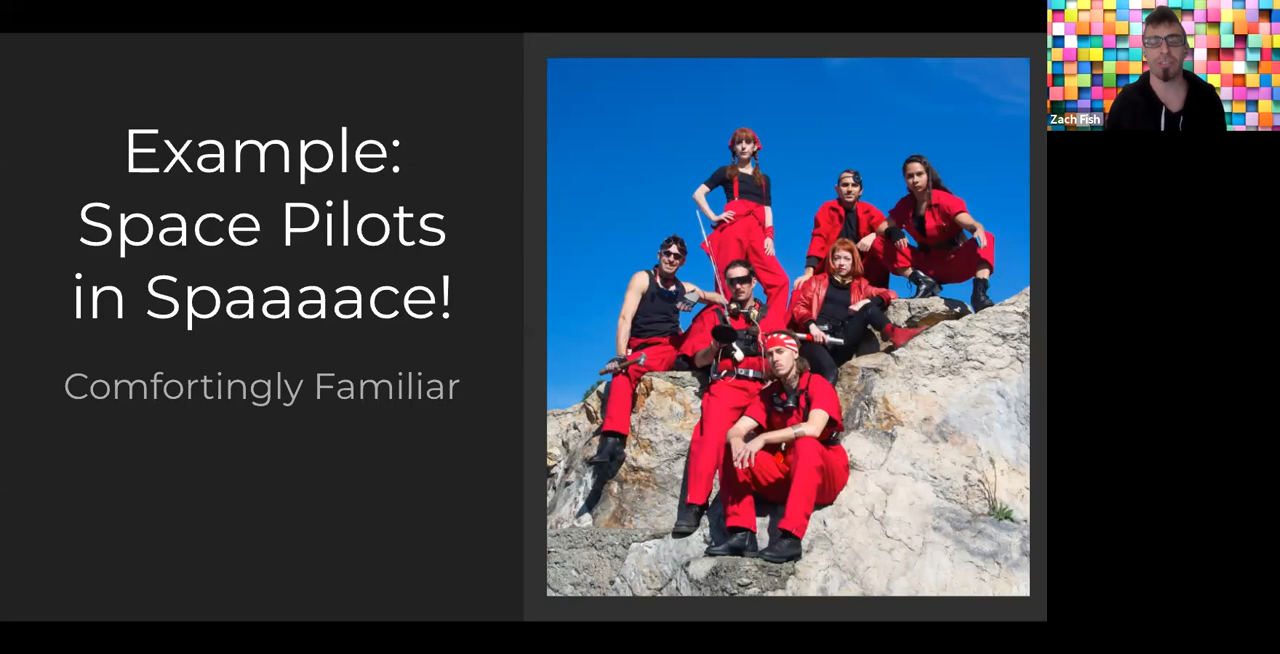 Example:
Space Pilots
in Spaaaace!
Comfortingly Familiar
Zach Fish